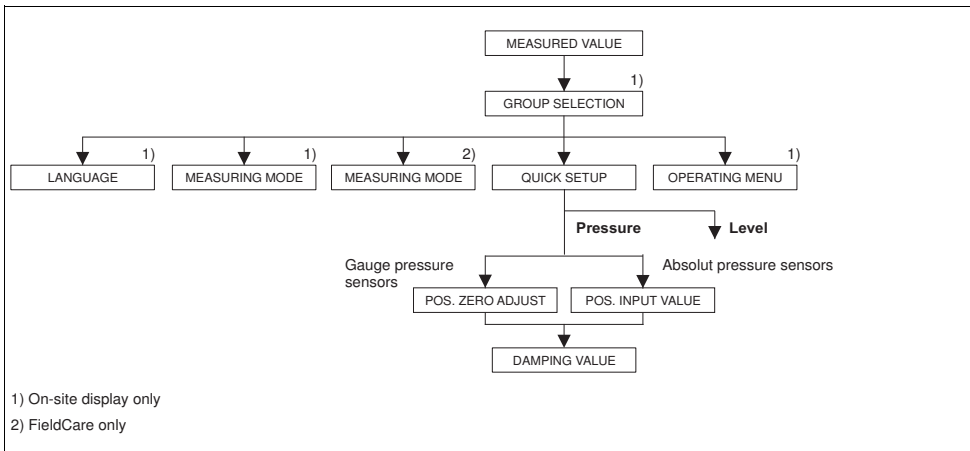 MEASURED VALUE
1)
GROUP SELECTION
1)
1)
2)
1)
LANGUAGE
MEASURING MODE
MEASURING MODE
QUICK SETUP
OPERATING MENU
Pressure
Level
Gauge pressure
sensors
Absolut pressure sensors
POS. ZERO ADJUST
POS. INPUT VALUE
DAMPING VALUE
1) On-site display only
2) FieldCare only